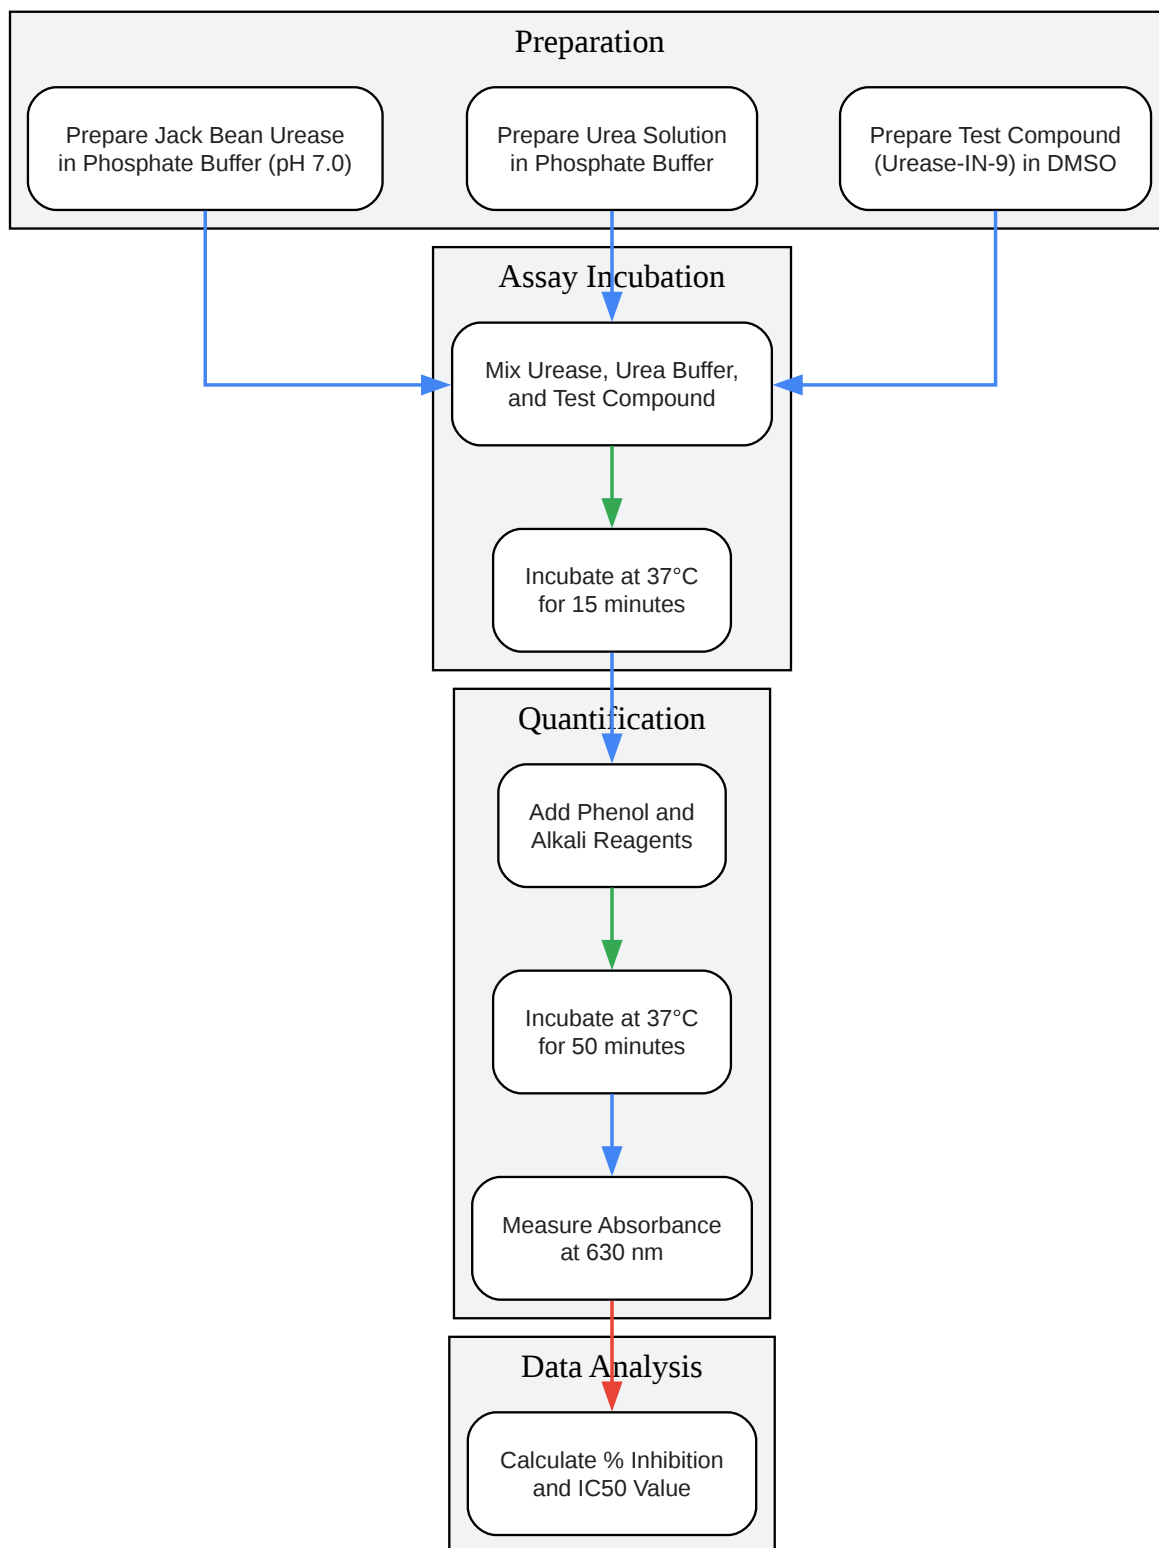 Preparation
Prepare Jack Bean Urease
in Phosphate Buffer (pH 7.0)
Prepare Urea Solution
in Phosphate Buffer
Prepare Test Compound
(Urease-IN-9) in DMSO
Assay Incubation
Mix Urease, Urea Buffer,
and Test Compound
Incubate at 37°C
for 15 minutes
Quantification
Add Phenol and
Alkali Reagents
Incubate at 37°C
for 50 minutes
Measure Absorbance
at 630 nm
Data Analysis
Calculate % Inhibition
and IC50 Value